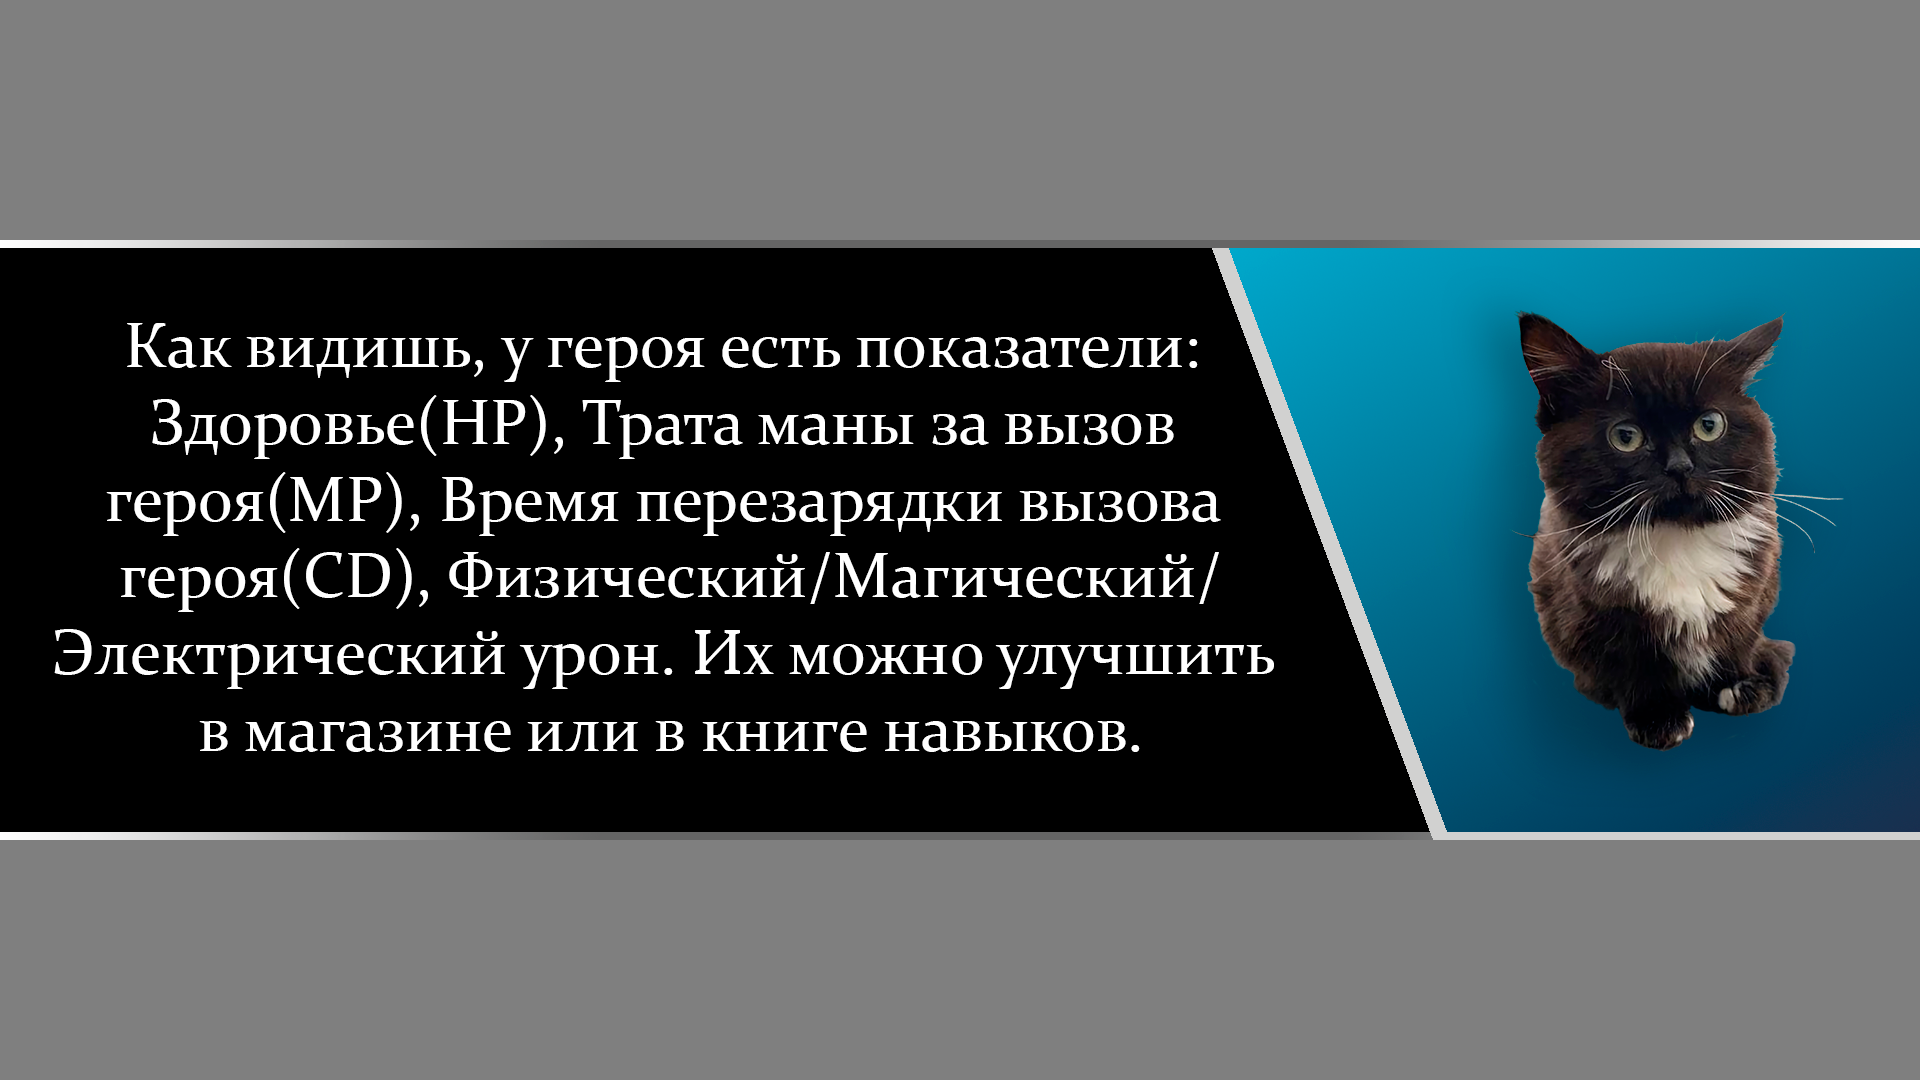 Как видишь, у героя есть показатели:
Здоровье(HP), Трата маны за вызов
героя(MP), Время перезарядки вызова
героя(CD), Физический/Магический/
Электрический урон. Их можно улучшить
в магазине или в книге навыков.